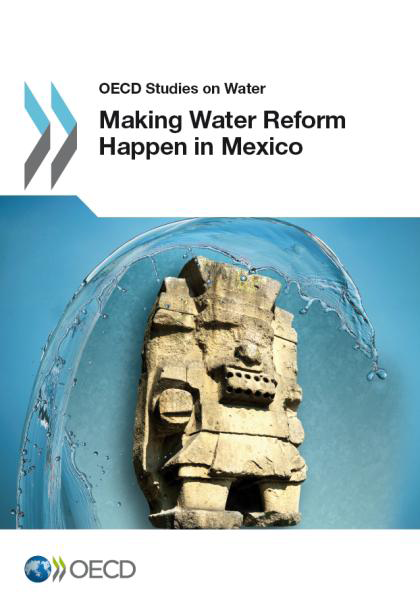 OECD Studies on Water
Making Water Reform
Happen in Mexico
OECD